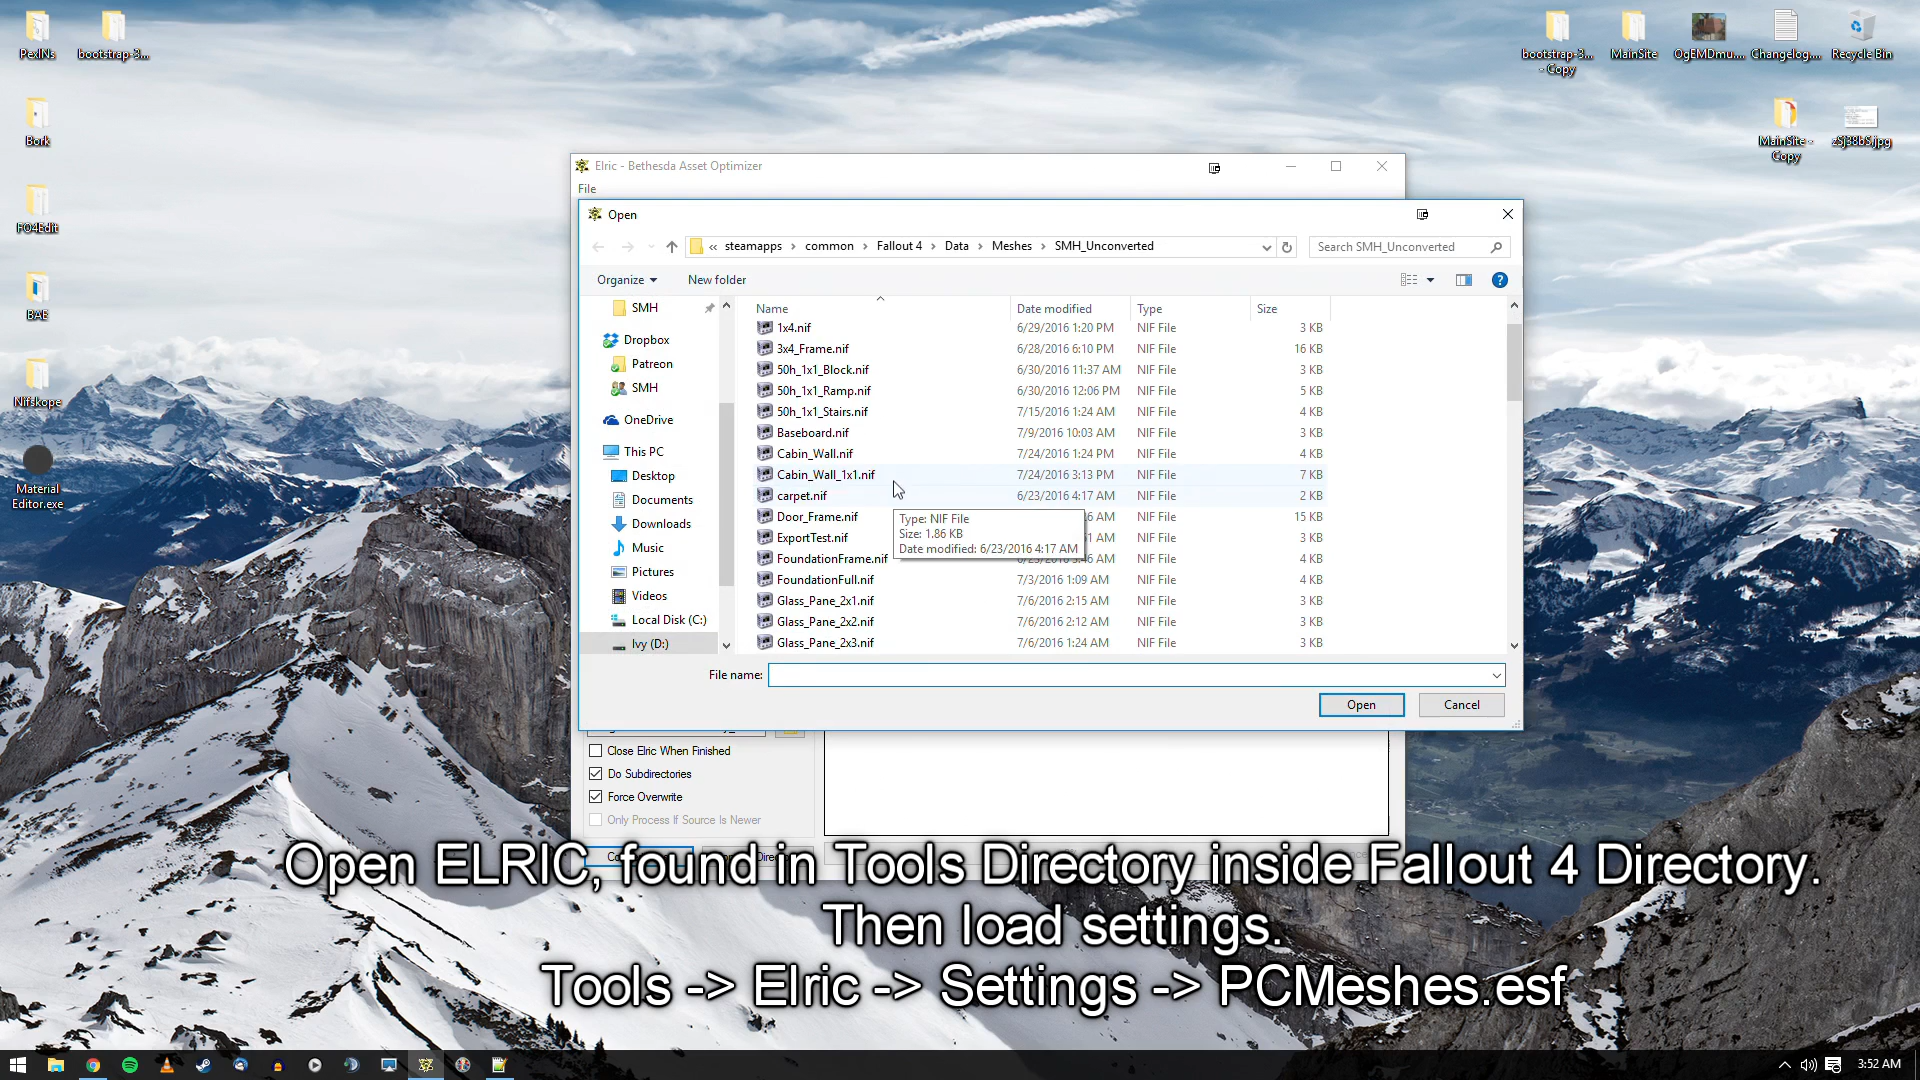 PexINs
bootstrap-3...
bootstrap-3... - Copy
MainSite
OgEMDmu....
Changelog....
Recycle Bin
Bork
MainSite - Copy
zSj38bS.jpg
FO4Edit
BAE
Nifskope
Material Editor.exe
Elric - Bethesda Asset Optimizer
File
Open
« steamapps > common > Fallout 4 > Data > Meshes > SMH_Unconverted
Search SMH_Unconverted
Organize
New folder
SMH
Dropbox
Patreon
SMH
OneDrive
This PC
Desktop
Documents
Downloads
Music
Pictures
Videos
Local Disk (C:)
Ivy (D:)
Name Date modified Type Size
1x4.nif 6/29/2016 1:20 PM NIF File 3 KB
3x4_Frame.nif 6/28/2016 6:10 PM NIF File 16 KB
50h_1x1_Block.nif 6/30/2016 11:37 AM NIF File 3 KB
50h_1x1_Ramp.nif 6/30/2016 12:06 PM NIF File 5 KB
50h_1x1_Stairs.nif 7/15/2016 1:24 AM NIF File 4 KB
Baseboard.nif 7/9/2016 10:03 AM NIF File 3 KB
Cabin_Wall.nif 7/24/2016 1:24 PM NIF File 4 KB
Cabin_Wall_1x1.nif 7/24/2016 3:13 PM NIF File 7 KB
carpet.nif 6/23/2016 4:17 AM NIF File 2 KB
Door_Frame.nif 6 AM NIF File 15 KB
ExportTest.nif 1 AM NIF File 3 KB
FoundationFrame.nif NIF File 4 KB
FoundationFull.nif 7/3/2016 1:09 AM NIF File 4 KB
Glass_Pane_2x1.nif 7/6/2016 2:15 AM NIF File 3 KB
Glass_Pane_2x2.nif 7/6/2016 2:12 AM NIF File 3 KB
Glass_Pane_2x3.nif 7/6/2016 1:24 AM NIF File 3 KB
Type: NIF File
Size: 1.86 KB
Date modified: 6/23/2016 4:17 AM
File name:
Open
Cancel
Close Elric When Finished
Do Subdirectories
Force Overwrite
Only Process If Source Is Newer
Open ELRIC, found in Tools Directory inside Fallout 4 Directory.
Then load settings.
Tools -> Elric -> Settings -> PCMeshes.esf
3:52 AM